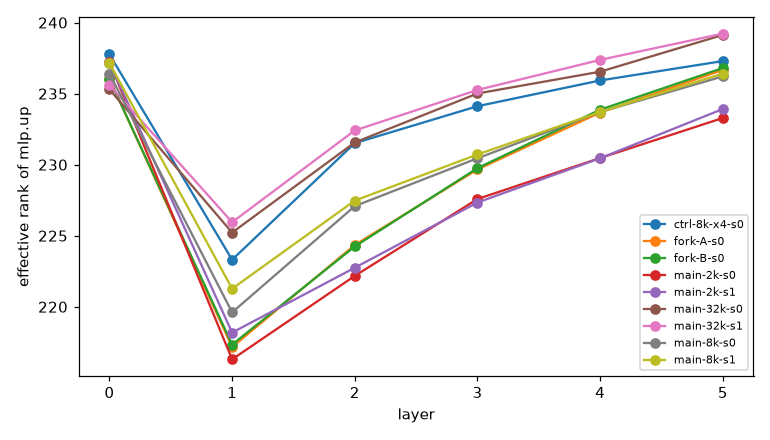 240
235
230
225
220
effective rank of mlp.up
0 1 2 3 4 5
layer
ctrl-8k-x4-s0
fork-A-s0
fork-B-s0
main-2k-s0
main-2k-s1
main-32k-s0
main-32k-s1
main-8k-s0
main-8k-s1